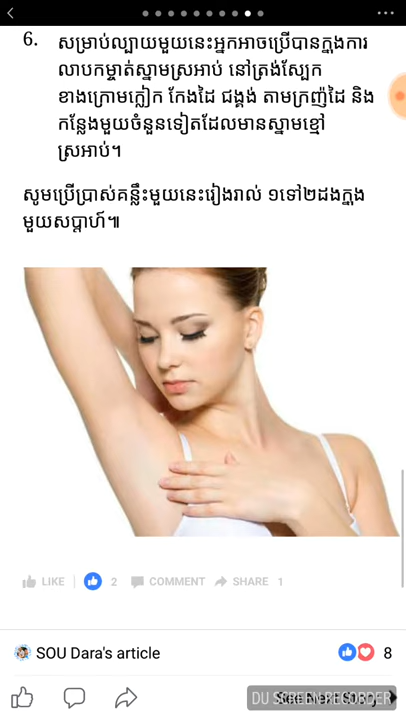 6. សម្រាប់ល្បាយមួយនេះអ្នកអាចប្រើបានក្នុងការ
លាបកម្ចាត់ស្នាមស្រអាប់ នៅត្រង់ស្បែក
ខាងក្រោមក្លៀក កែងដៃ ជង្គង់ តាមក្រញ៉ដៃ និង
កន្លែងមួយចំនួនទៀតដែលមានស្នាមខ្មៅ
ស្រអាប់។
សូមប្រើប្រាស់គន្លឹះមួយនេះរៀងរាល់ ១ទៅ២ដងក្នុង
មួយសប្តាហ៍៕
LIKE 2 COMMENT SHARE 1
SOU Dara's article 8
See Next Story
DU SCREEN RECORDER